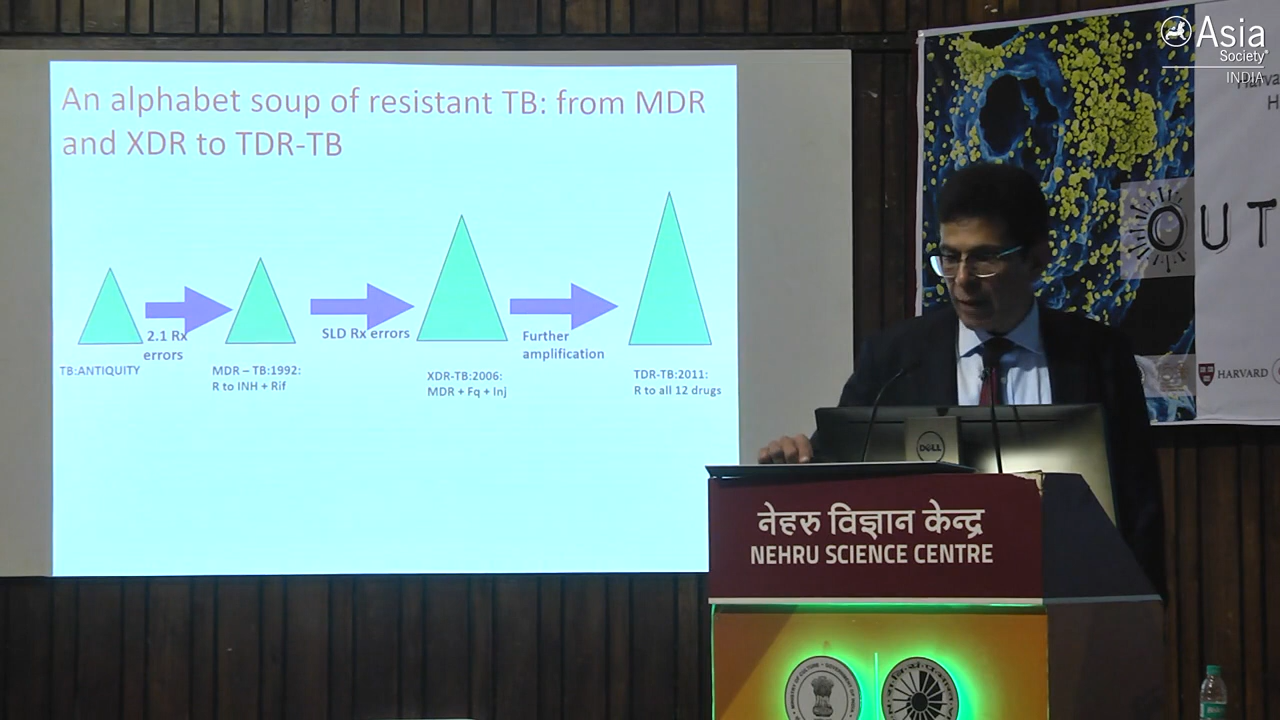 Asia
Society
INDIA
An alphabet soup of resistant TB: from MDR
and XDR to TDR-TB
2.1 Rx
errors
SLD Rx errors
Further
amplification
TB:ANTIQUITY
MDR – TB:1992:
R to INH + Rif
XDR-TB:2006:
MDR + Fq + Inj
TDR-TB:2011:
R to all 12 drugs
OUT
HARVARD
DELL
नेहरु विज्ञान केन्द्र
NEHRU SCIENCE CENTRE